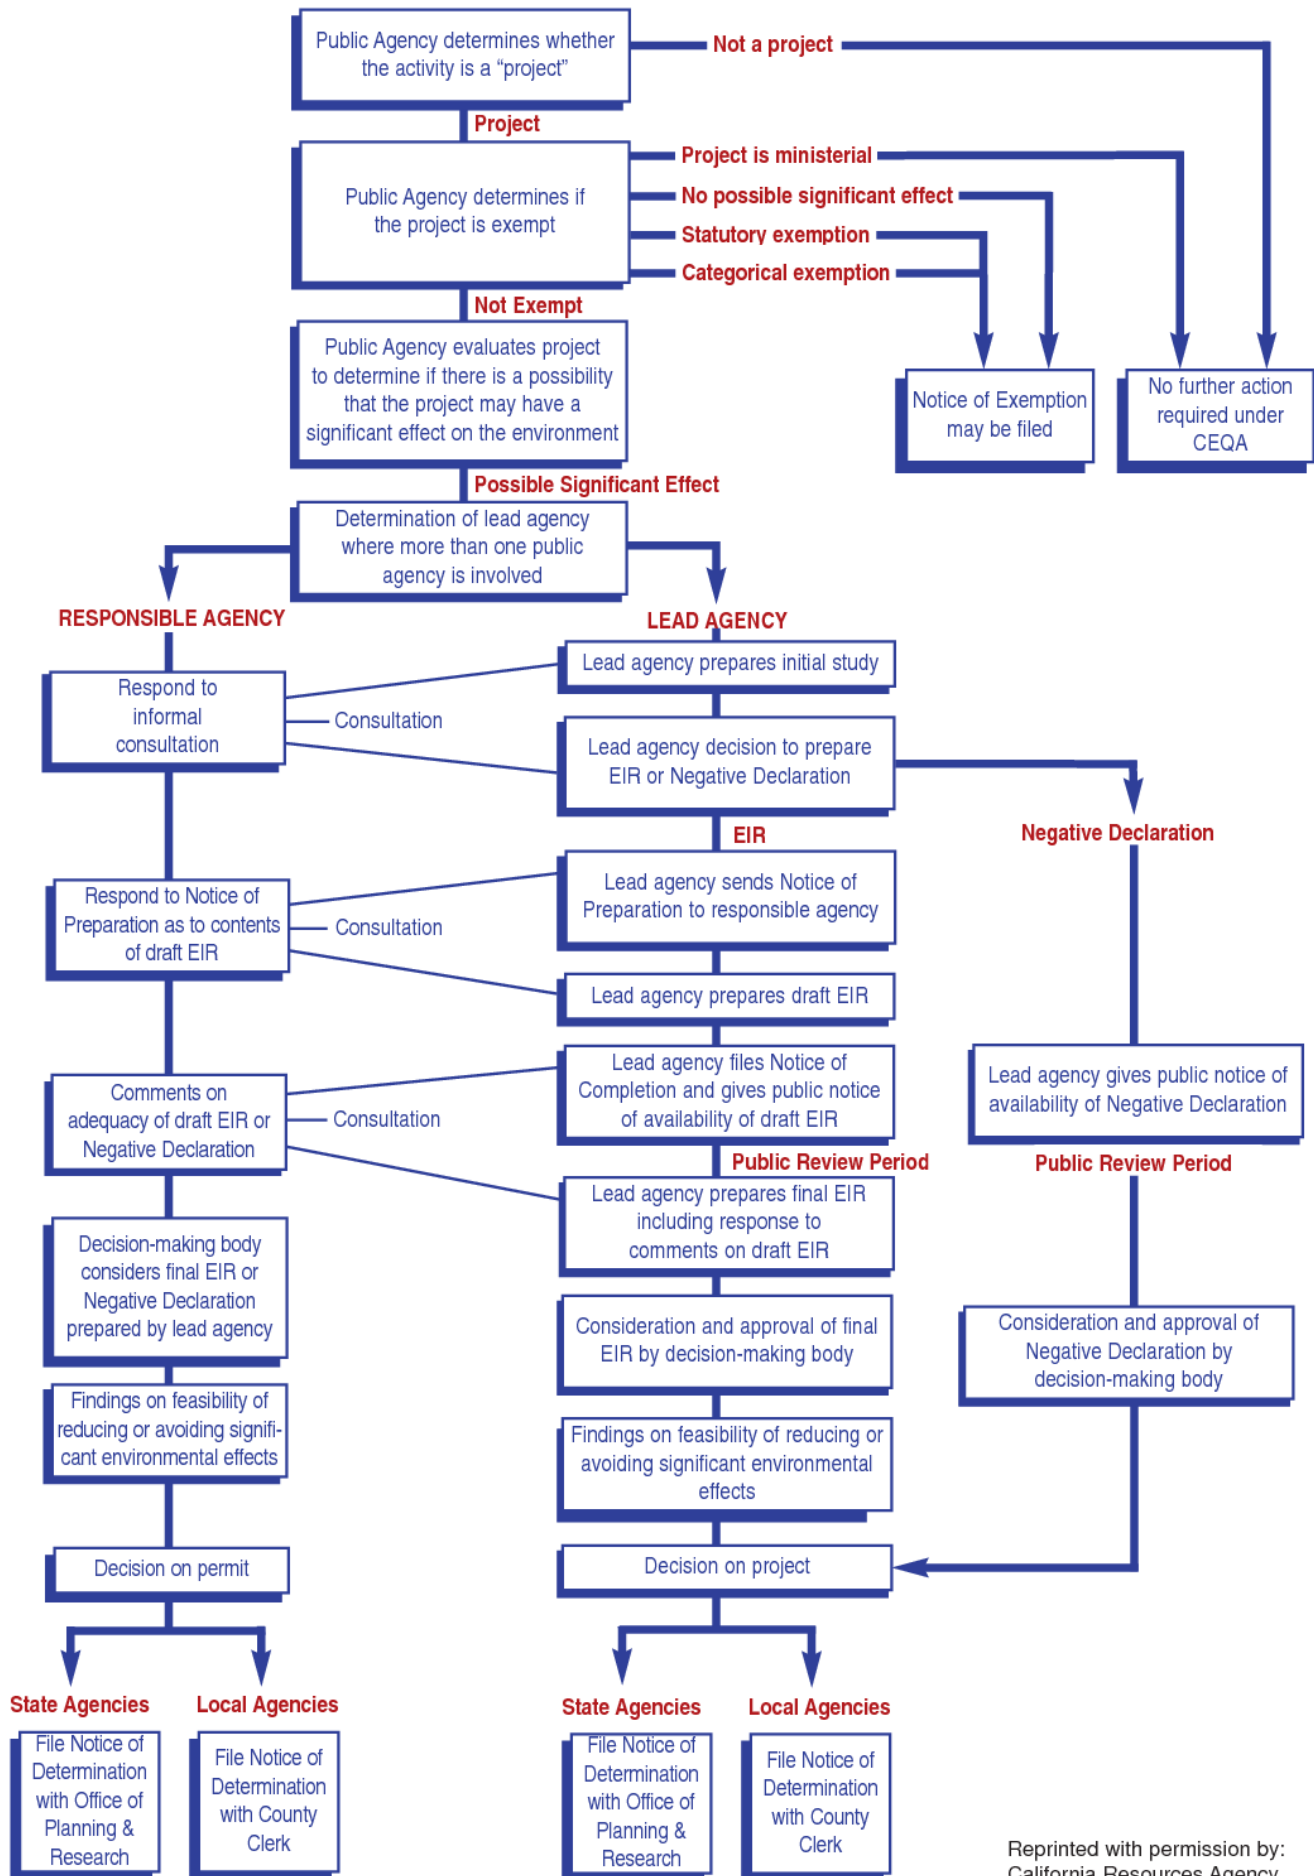 Public Agency determines whether
the activity is a “project”
Not a project
Project
Public Agency determines if
the project is exempt
Project is ministerial
No possible significant effect
Statutory exemption
Categorical exemption
Not Exempt
Public Agency evaluates project
to determine if there is a possibility
that the project may have a
significant effect on the environment
Notice of Exemption
may be filed
No further action
required under
CEQA
Possible Significant Effect
Determination of lead agency
where more than one public
agency is involved
RESPONSIBLE AGENCY
LEAD AGENCY
Respond to
informal
consultation
Consultation
Lead agency prepares initial study
Lead agency decision to prepare
EIR or Negative Declaration
EIR
Negative Declaration
Respond to Notice of
Preparation as to contents
of draft EIR
Consultation
Lead agency sends Notice of
Preparation to responsible agency
Lead agency prepares draft EIR
Comments on
adequacy of draft EIR or
Negative Declaration
Consultation
Lead agency files Notice of
Completion and gives public notice
of availability of draft EIR
Lead agency gives public notice of
availability of Negative Declaration
Public Review Period
Public Review Period
Lead agency prepares final EIR
including response to
comments on draft EIR
Decision-making body
considers final EIR or
Negative Declaration
prepared by lead agency
Consideration and approval of final
EIR by decision-making body
Consideration and approval of
Negative Declaration by
decision-making body
Findings on feasibility of
reducing or avoiding signifi-
cant environmental effects
Findings on feasibility of reducing or
avoiding significant environmental
effects
Decision on permit
Decision on project
State Agencies
Local Agencies
State Agencies
Local Agencies
File Notice of
Determination
with Office of
Planning &
Research
File Notice of
Determination
with County
Clerk
File Notice of
Determination
with Office of
Planning &
Research
File Notice of
Determination
with County
Clerk
Reprinted with permission by:
California Resources Agency